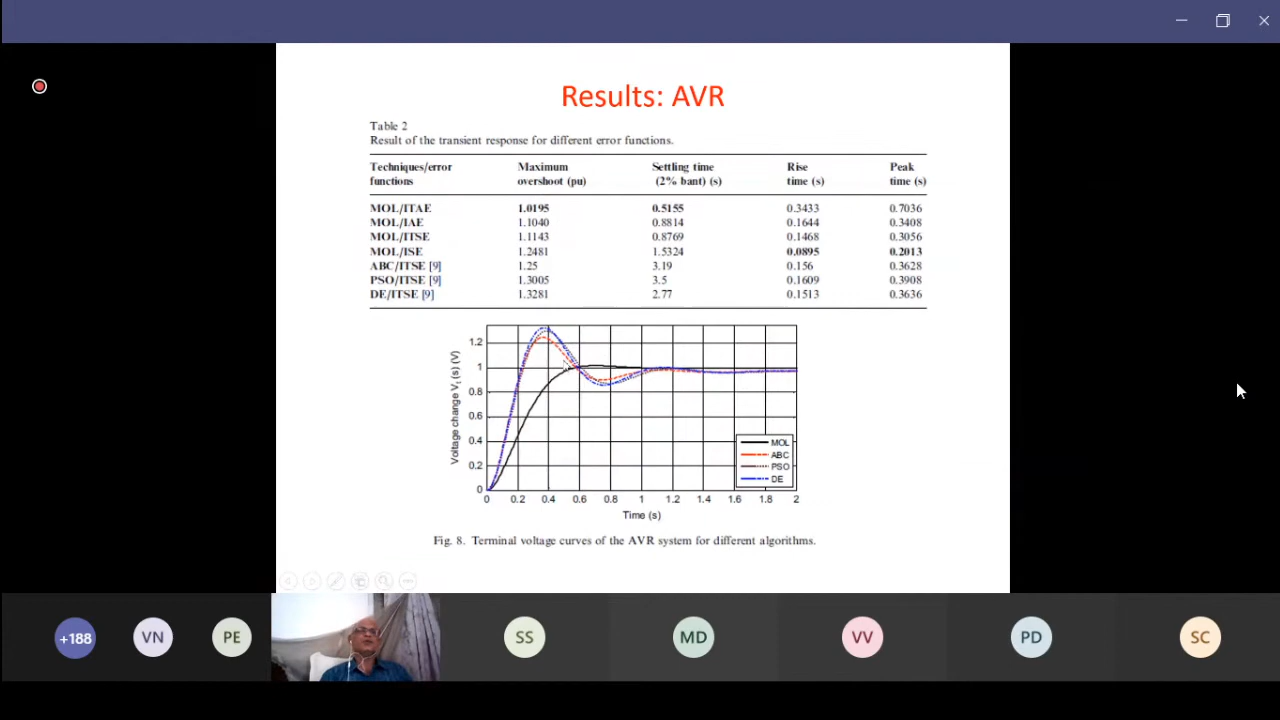 Results: AVR
Table 2
Result of the transient response for different error functions.
Techniques/error functions Maximum overshoot (pu) Settling time (2% bant) (s) Rise time (s) Peak time (s)
MOL/ITAE 1.0195 0.5155 0.3433 0.7036
MOL/IAE 1.1040 0.8814 0.1644 0.3408
MOL/ITSE 1.1143 0.8769 0.1468 0.3056
MOL/ISE 1.2481 1.5324 0.0895 0.2013
ABC/ITSE [9] 1.25 3.19 0.156 0.3628
PSO/ITSE [9] 1.3005 3.5 0.1609 0.3908
DE/ITSE [9] 1.3281 2.77 0.1513 0.3636
Voltage change Vt (s) (V)
1.2
1
0.8
0.6
0.4
0.2
0
MOL
ABC
PSO
DE
0 0.2 0.4 0.6 0.8 1 1.2 1.4 1.6 1.8 2
Time (s)
Fig. 8. Terminal voltage curves of the AVR system for different algorithms.
+188 VN PE SS MD VV PD SC